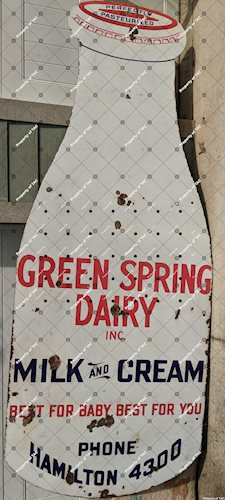 PERFECTLY
PASTEURIZED
GREEN SPRING
DAIRY
INC.
MILK AND CREAM
BEST FOR BABY BEST FOR YOU
PHONE
HAMILTON 4300